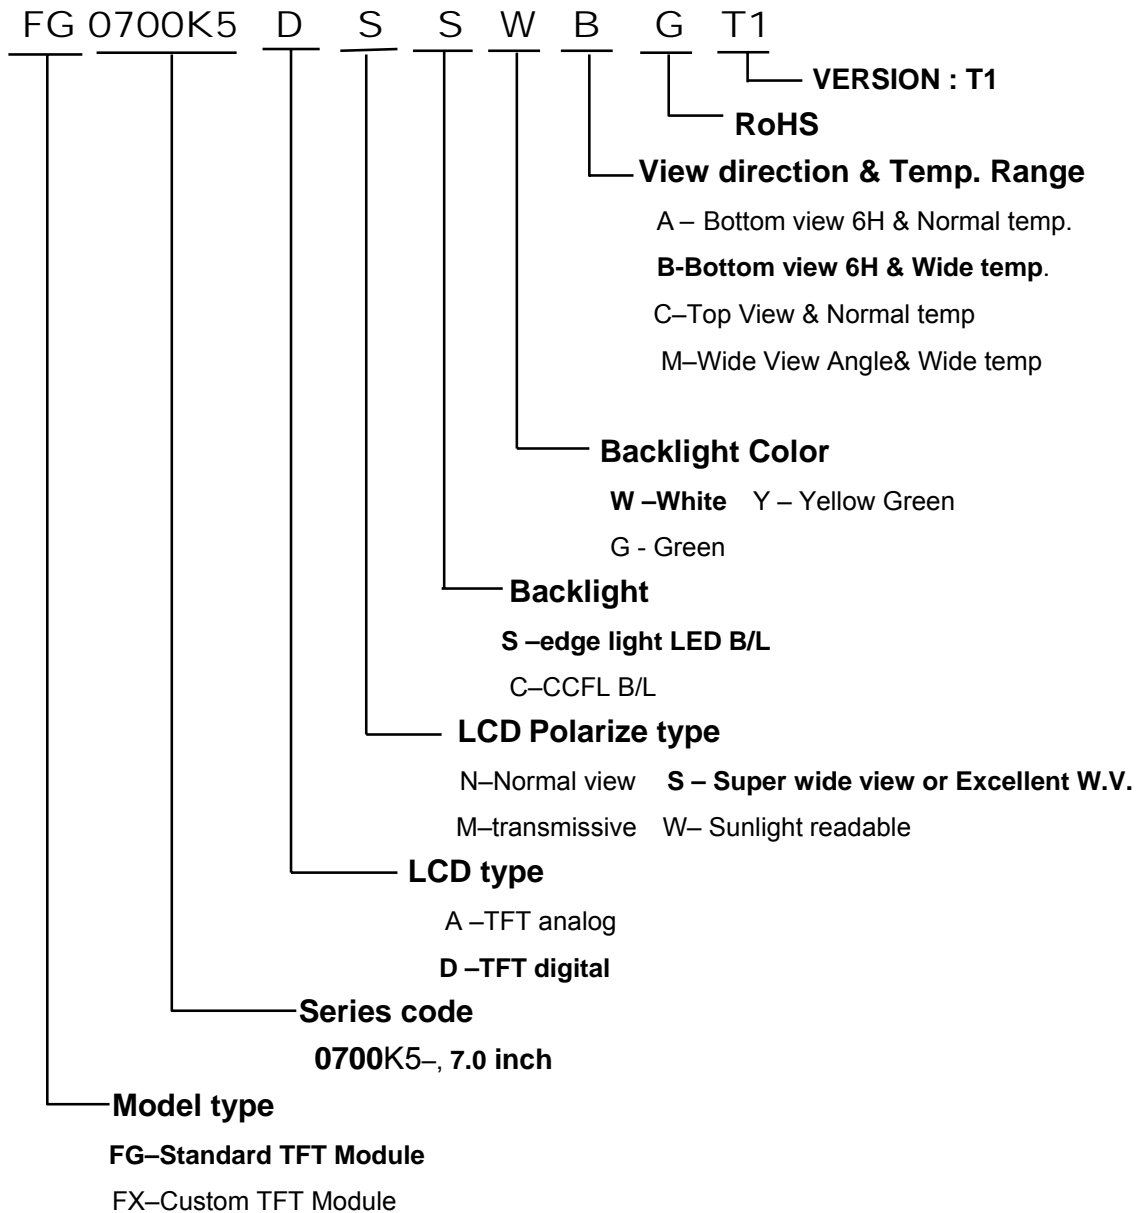 FG 0700K5 D S S W B G T1
VERSION : T1
RoHS
View direction & Temp. Range
A – Bottom view 6H & Normal temp.
B-Bottom view 6H & Wide temp.
C–Top View & Normal temp
M–Wide View Angle& Wide temp
Backlight Color
W –White Y – Yellow Green
G - Green
Backlight
S –edge light LED B/L
C–CCFL B/L
LCD Polarize type
N–Normal view S – Super wide view or Excellent W.V.
M–transmissive W– Sunlight readable
LCD type
A –TFT analog
D –TFT digital
Series code
0700K5–, 7.0 inch
Model type
FG–Standard TFT Module
FX–Custom TFT Module